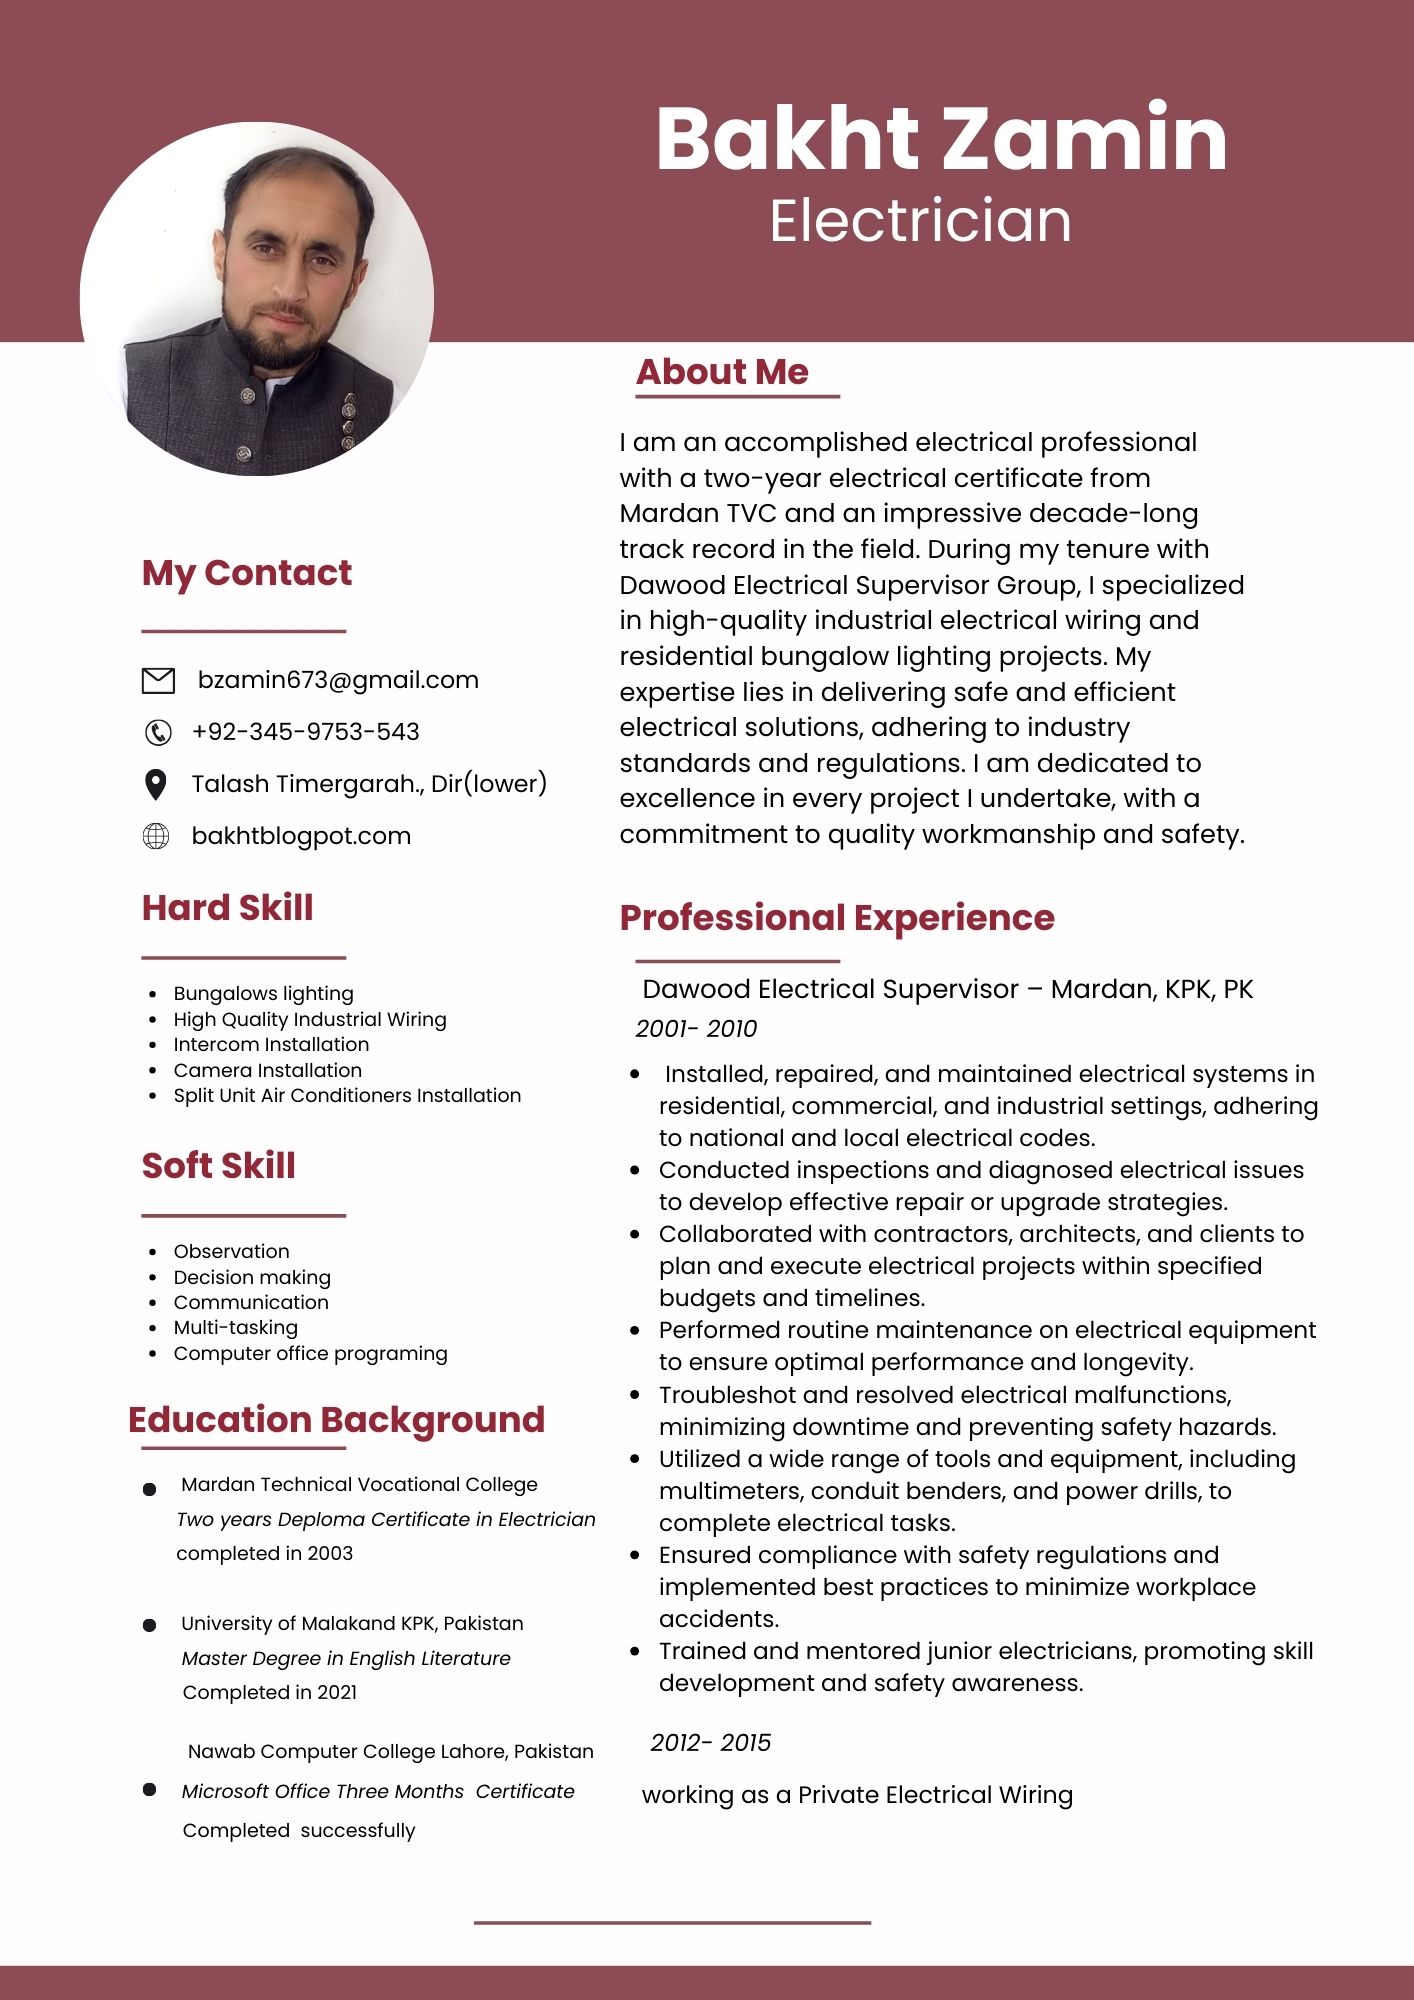 Bakht Zamin
Electrician
My Contact
bzamin673@gmail.com
+92-345-9753-543
Talash Timergarah., Dir(lower)
bakhtblogpot.com
Hard Skill
• Bungalows lighting
• High Quality Industrial Wiring
• Intercom Installation
• Camera Installation
• Split Unit Air Conditioners Installation
Soft Skill
• Observation
• Decision making
• Communication
• Multi-tasking
• Computer office programing
Education Background
• Mardan Technical Vocational College
Two years Deploma Certificate in Electrician
completed in 2003
• University of Malakand KPK, Pakistan
Master Degree in English Literature
Completed in 2021
Nawab Computer College Lahore, Pakistan
• Microsoft Office Three Months  Certificate
Completed  successfully
About Me
I am an accomplished electrical professional
with a two-year electrical certificate from
Mardan TVC and an impressive decade-long
track record in the field. During my tenure with
Dawood Electrical Supervisor Group, I specialized
in high-quality industrial electrical wiring and
residential bungalow lighting projects. My
expertise lies in delivering safe and efficient
electrical solutions, adhering to industry
standards and regulations. I am dedicated to
excellence in every project I undertake, with a
commitment to quality workmanship and safety.
Professional Experience
Dawood Electrical Supervisor – Mardan, KPK, PK
2001- 2010
• Installed, repaired, and maintained electrical systems in
residential, commercial, and industrial settings, adhering
to national and local electrical codes.
• Conducted inspections and diagnosed electrical issues
to develop effective repair or upgrade strategies.
• Collaborated with contractors, architects, and clients to
plan and execute electrical projects within specified
budgets and timelines.
• Performed routine maintenance on electrical equipment
to ensure optimal performance and longevity.
• Troubleshot and resolved electrical malfunctions,
minimizing downtime and preventing safety hazards.
• Utilized a wide range of tools and equipment, including
multimeters, conduit benders, and power drills, to
complete electrical tasks.
• Ensured compliance with safety regulations and
implemented best practices to minimize workplace
accidents.
• Trained and mentored junior electricians, promoting skill
development and safety awareness.
2012- 2015
working as a Private Electrical Wiring